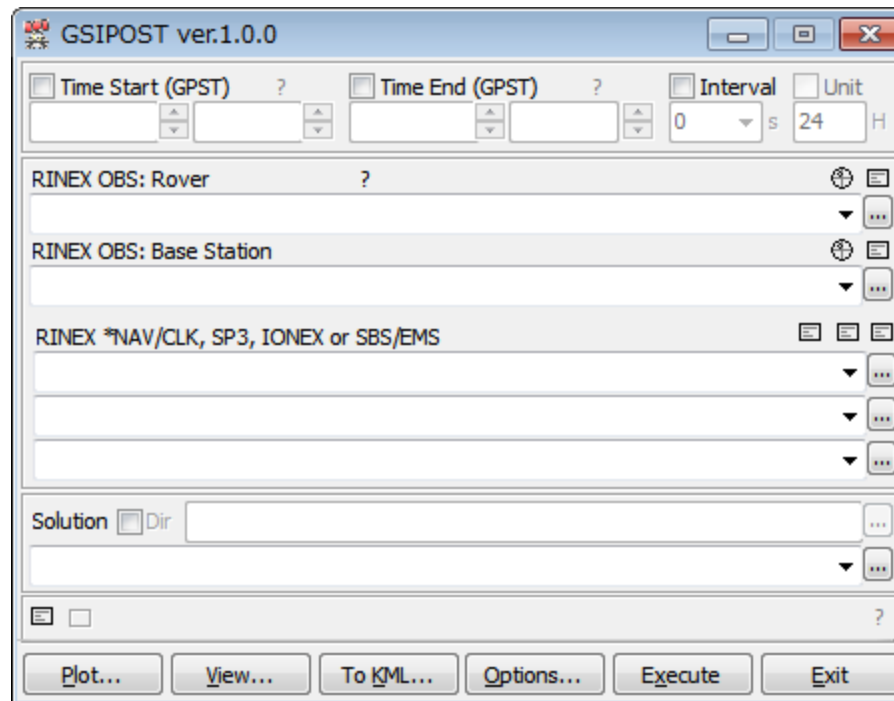 GSIPOST ver.1.0.0
Time Start (GPST) ? Time End (GPST) ? Interval Unit
0 s 24 H
RINEX OBS: Rover ?
...
RINEX OBS: Base Station
...
RINEX *NAV/CLK, SP3, IONEX or SBS/EMS
...
...
...
Solution Dir ...
...
?
Plot... View... To KML... Options... Execute Exit